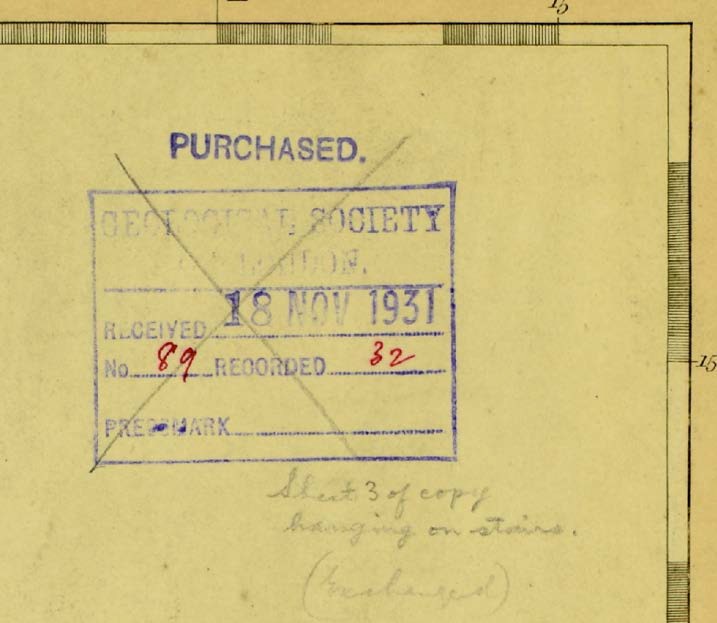 15
PURCHASED.
GEOLOGICAL SOCIETY
OF LONDON.
RECEIVED 18 NOV 1931
No 89 RECORDED 32
PRESSMARK
15
Sheet 3 of copy
hanging on stairs.
(Exchanged)